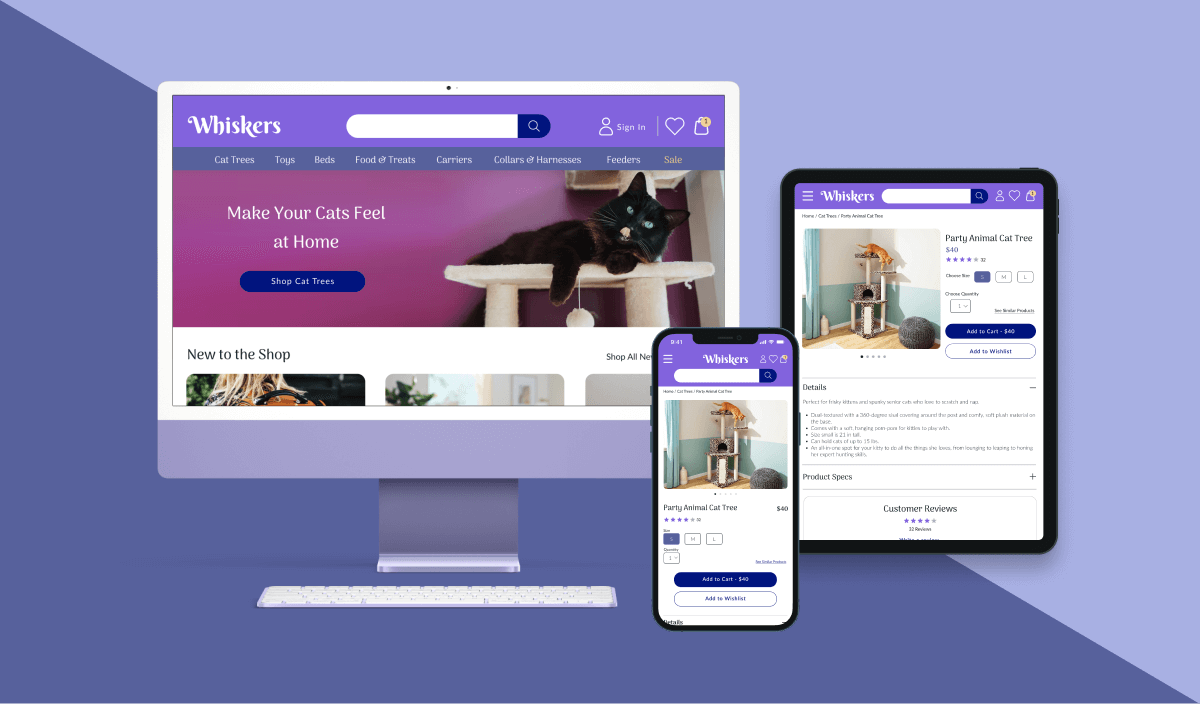 Whiskers
Sign In
1
Cat Trees Toys Beds Food & Treats Carriers Collars & Harnesses Feeders Sale
Make Your Cats Feel
at Home
Shop Cat Trees
New to the Shop
Shop All Ne
9:41
Whiskers
Home / Cat Trees / Party Animal Cat Tree
Party Animal Cat Tree $40
32
Size
S M L
Quantity
1
See Similar Products
Add to Cart - $40
Add to Wishlist
Details
Whiskers
1
Home / Cat Trees / Party Animal Cat Tree
Party Animal Cat Tree
$40
32
Choose Size S M L
Choose Quantity
1
See Similar Products
Add to Cart - $40
Add to Wishlist
Details
Perfect for frisky kittens and spunky senior cats who love to scratch and nap.
Dual-textured with a 360-degree sisal covering around the post and comfy, soft plush material on
the base.
Comes with a soft, hanging pom-pom for kitties to play with.
Size small is 21 in tall.
Can hold cats of up to 15 lbs.
An all-in-one spot for your kitty to do all the things she loves, from lounging to leaping to honing
her expert hunting skills.
Product Specs
Customer Reviews
32 Reviews